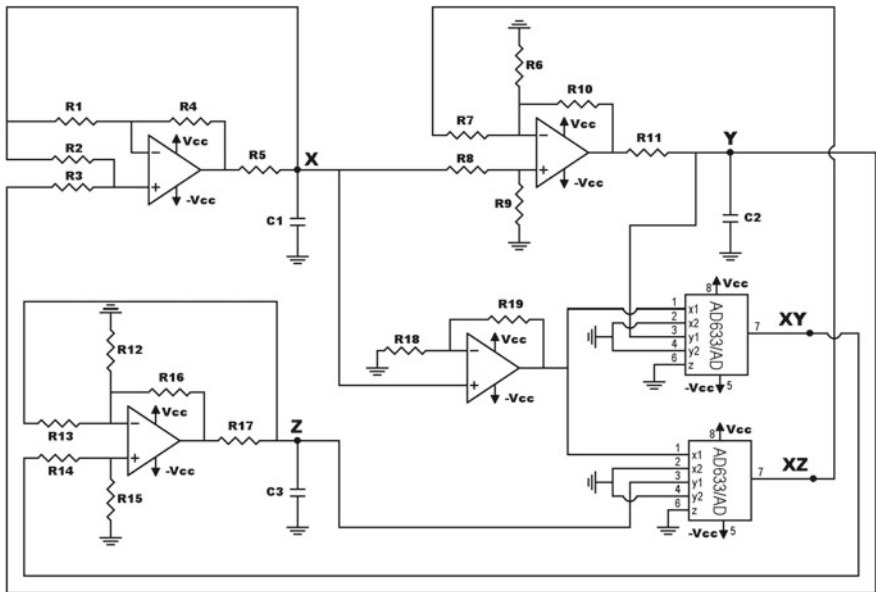 R6
R1
R4
R10
R7
Vcc
Vcc
R2
R5
X
R8
R11
Y
R3
-Vcc
-Vcc
R9
C1
C2
8
Vcc
R19
1
x1
2
x2
3
y1
4
y2
6
z
AD633/AD
7
XY
-Vcc
5
R12
R18
Vcc
R16
-Vcc
Vcc
R13
R17
Z
8
Vcc
R14
-Vcc
1
x1
2
x2
3
y1
4
y2
6
z
AD633/AD
7
XZ
R15
C3
-Vcc
5